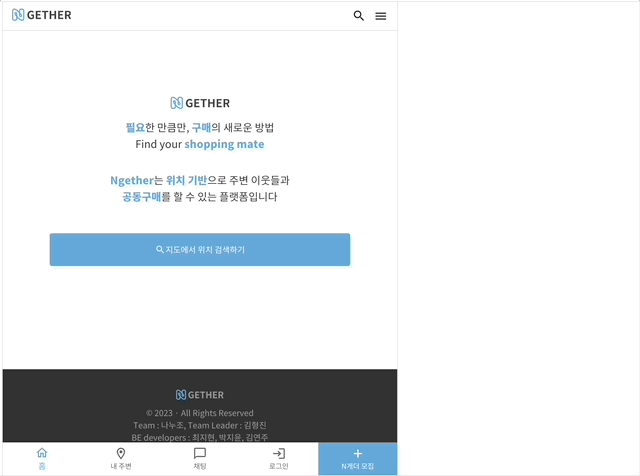 GETHER
GETHER
필요한 만큼만, 구매의 새로운 방법
Find your shopping mate
Ngether는 위치 기반으로 주변 이웃들과
공동구매를 할 수 있는 플랫폼입니다
지도에서 위치 검색하기
GETHER
© 2023 · All Rights Reserved
Team : 나누조, Team Leader : 김형진
BE developers : 최지현, 박지윤, 김연주
홈
내 주변
채팅
로그인
N게더 모집